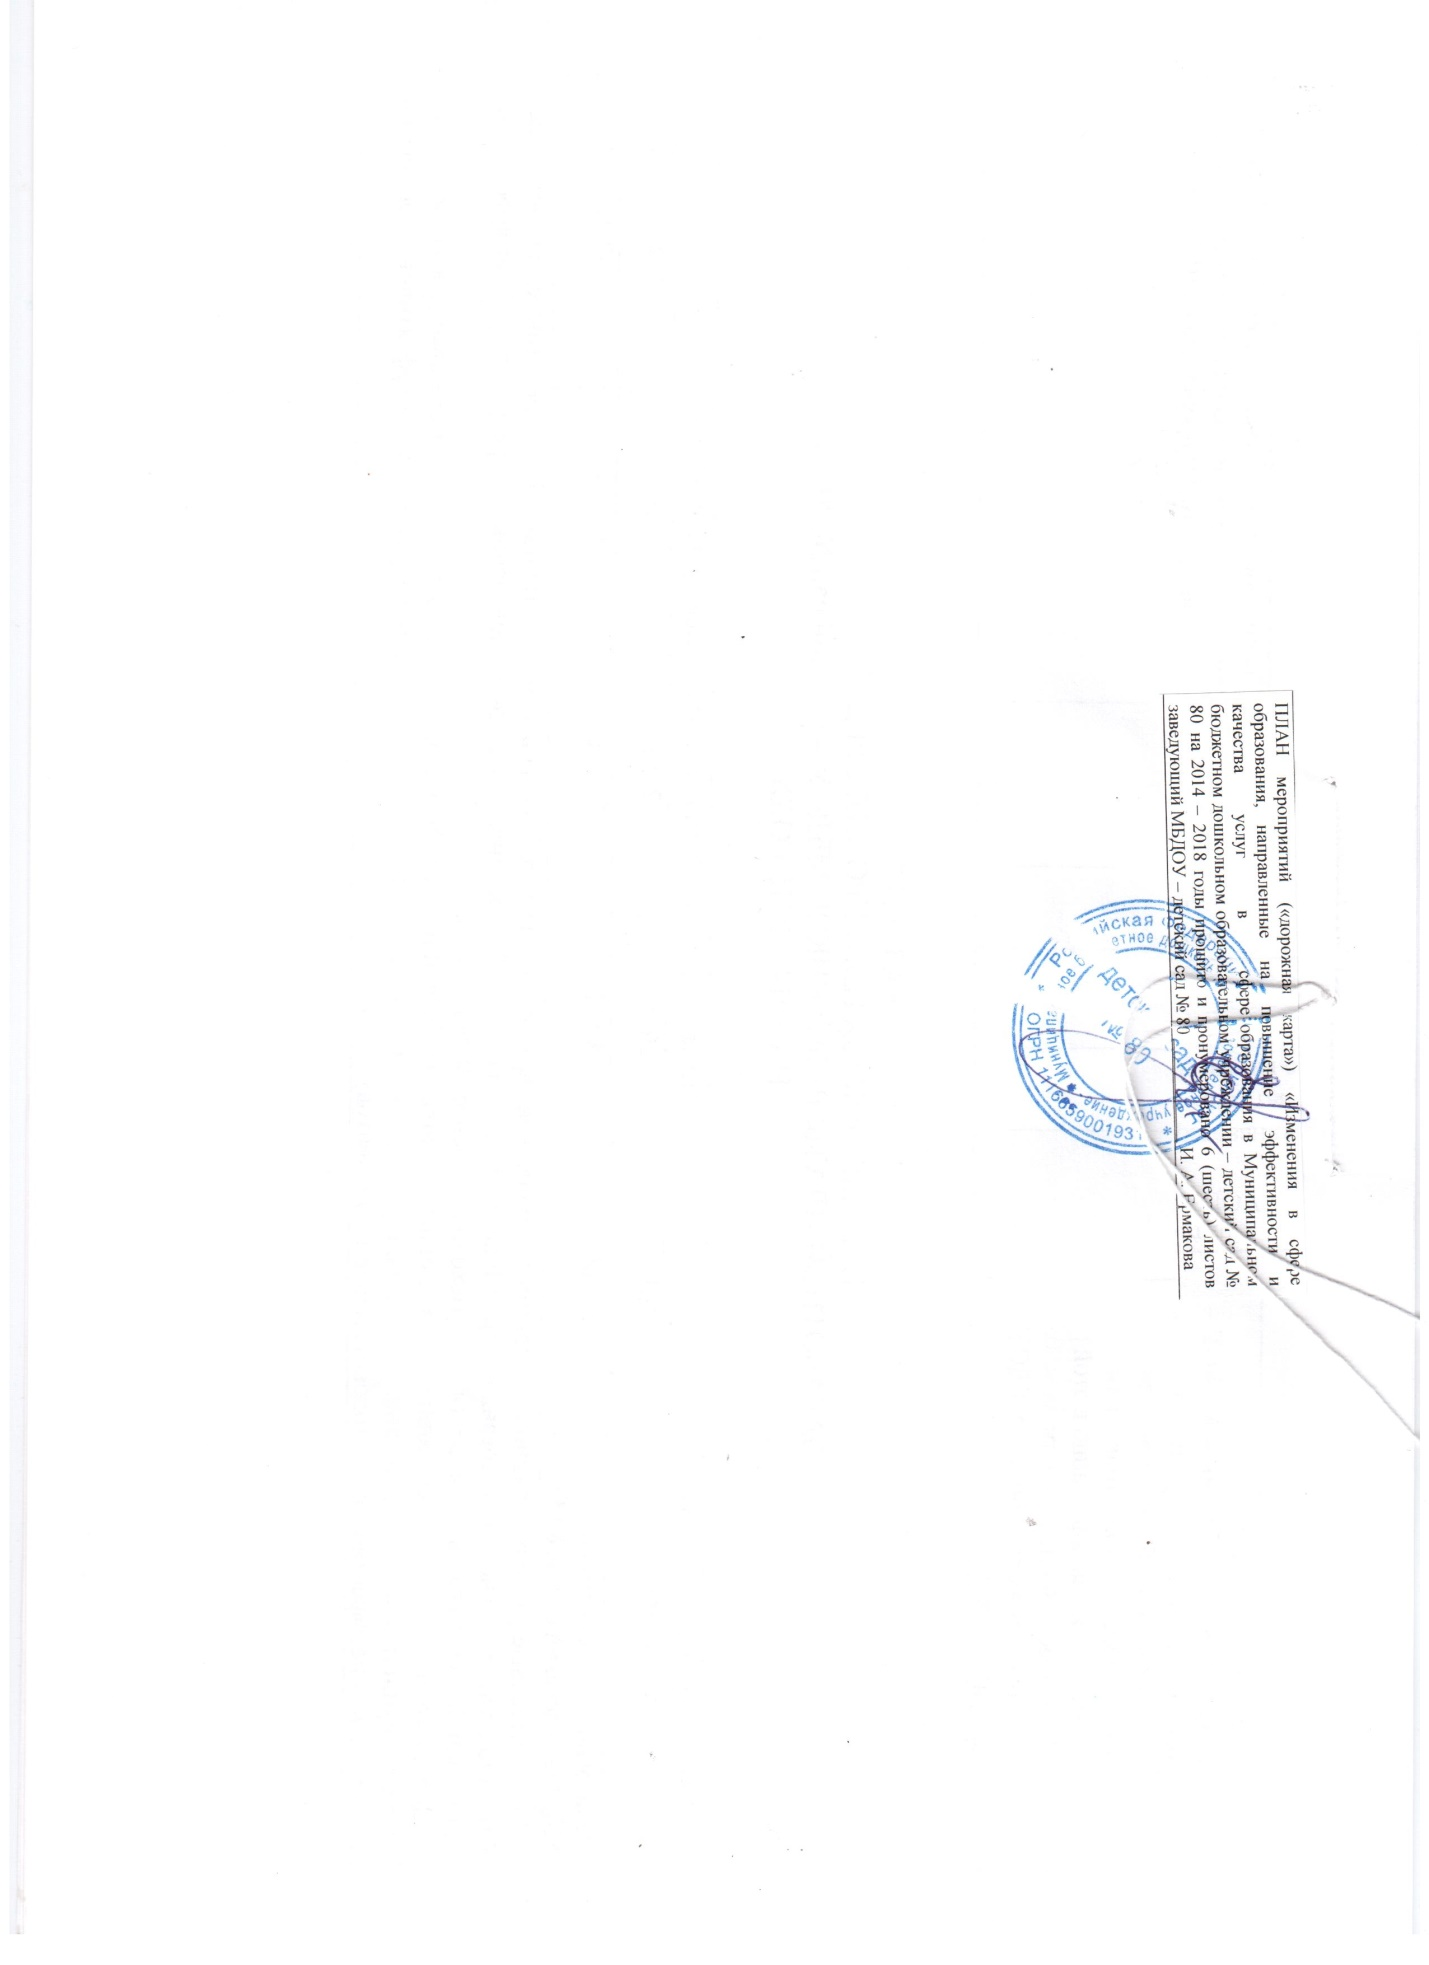 ПЛАН мероприятий («дорожная карта») «Изменения в сфере
образования, направленные на повышение эффективности и
качества услуг в сфере образования в Муниципальном
бюджетном дошкольном образовательном учреждении – детский сад №
80 на 2014 – 2018 годы прошито и пронумеровано 6 (шесть) листов
заведующий МБДОУ – детский сад № 80 И. А. Ермакова
ОГРН